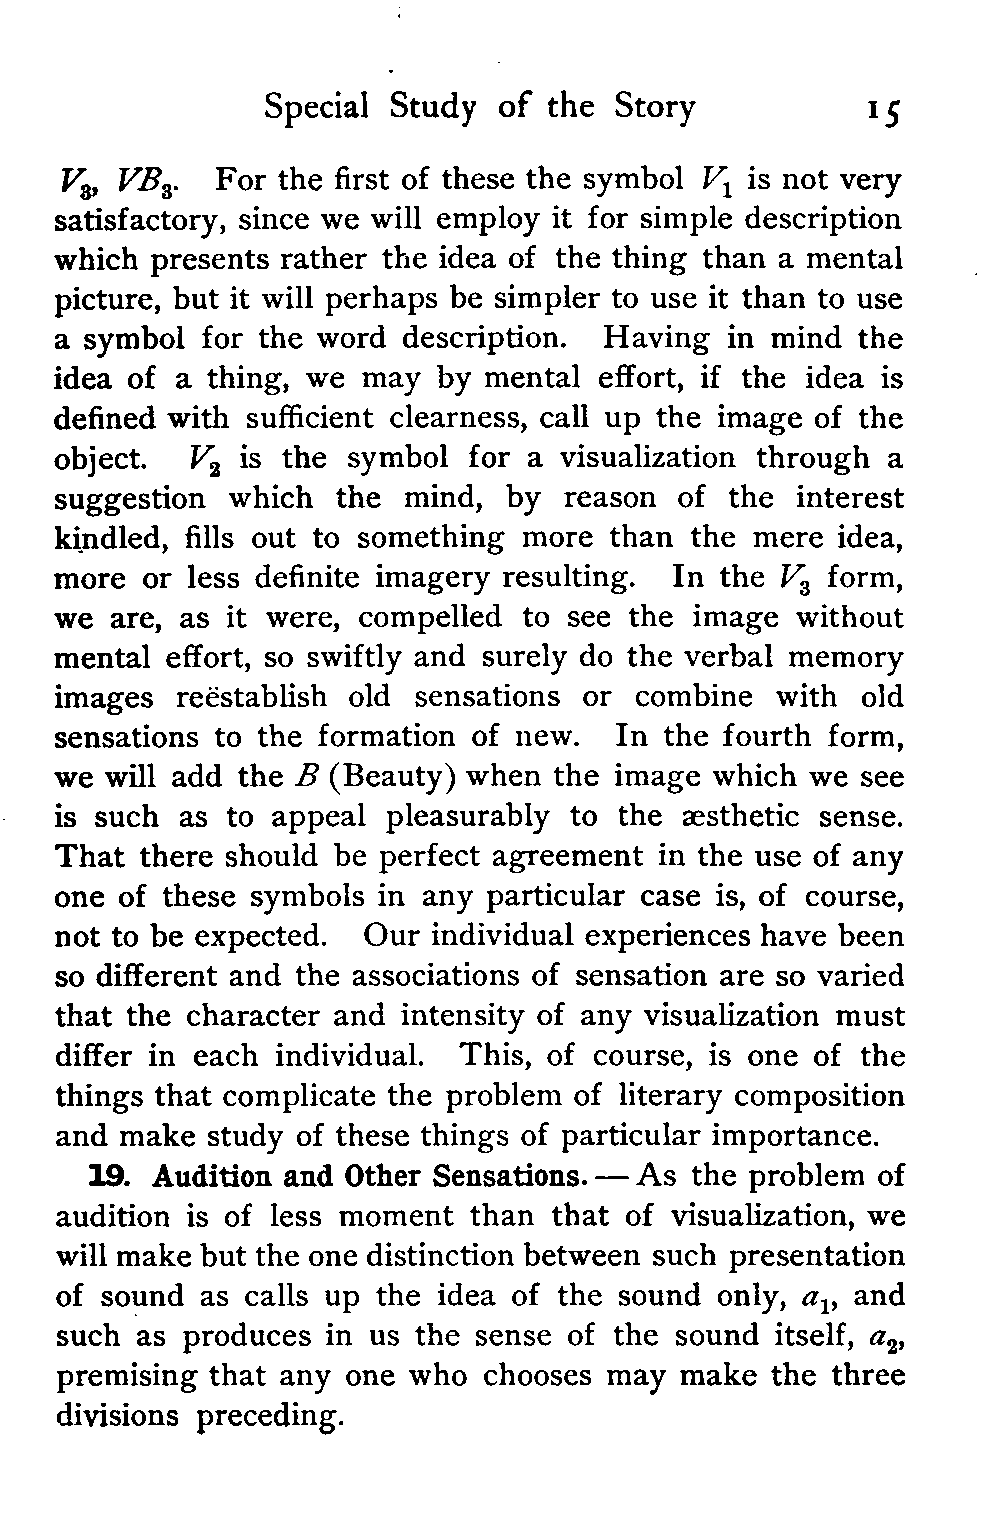 Special Study of the Story 15
V₃, VB₃. For the first of these the symbol V₁ is not very
satisfactory, since we will employ it for simple description
which presents rather the idea of the thing than a mental
picture, but it will perhaps be simpler to use it than to use
a symbol for the word description. Having in mind the
idea of a thing, we may by mental effort, if the idea is
defined with sufficient clearness, call up the image of the
object. V₂ is the symbol for a visualization through a
suggestion which the mind, by reason of the interest
kindled, fills out to something more than the mere idea,
more or less definite imagery resulting. In the V₃ form,
we are, as it were, compelled to see the image without
mental effort, so swiftly and surely do the verbal memory
images reëstablish old sensations or combine with old
sensations to the formation of new. In the fourth form,
we will add the B (Beauty) when the image which we see
is such as to appeal pleasurably to the æsthetic sense.
That there should be perfect agreement in the use of any
one of these symbols in any particular case is, of course,
not to be expected. Our individual experiences have been
so different and the associations of sensation are so varied
that the character and intensity of any visualization must
differ in each individual. This, of course, is one of the
things that complicate the problem of literary composition
and make study of these things of particular importance.
19. Audition and Other Sensations. — As the problem of
audition is of less moment than that of visualization, we
will make but the one distinction between such presentation
of sound as calls up the idea of the sound only, a₁, and
such as produces in us the sense of the sound itself, a₂,
premising that any one who chooses may make the three
divisions preceding.